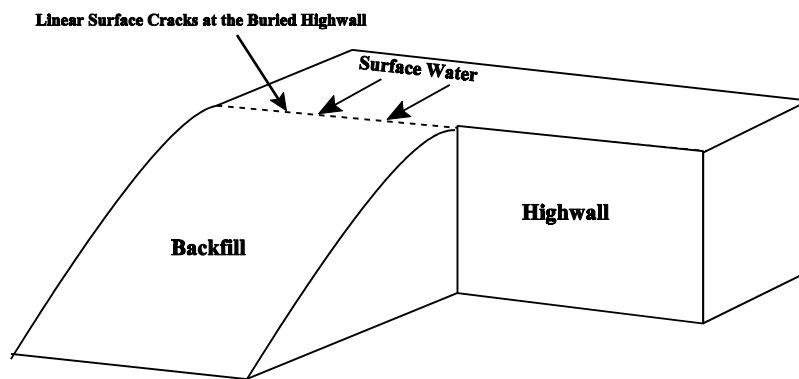 Linear Surface Cracks at the Buried Highwall
Surface Water
Backfill
Highwall